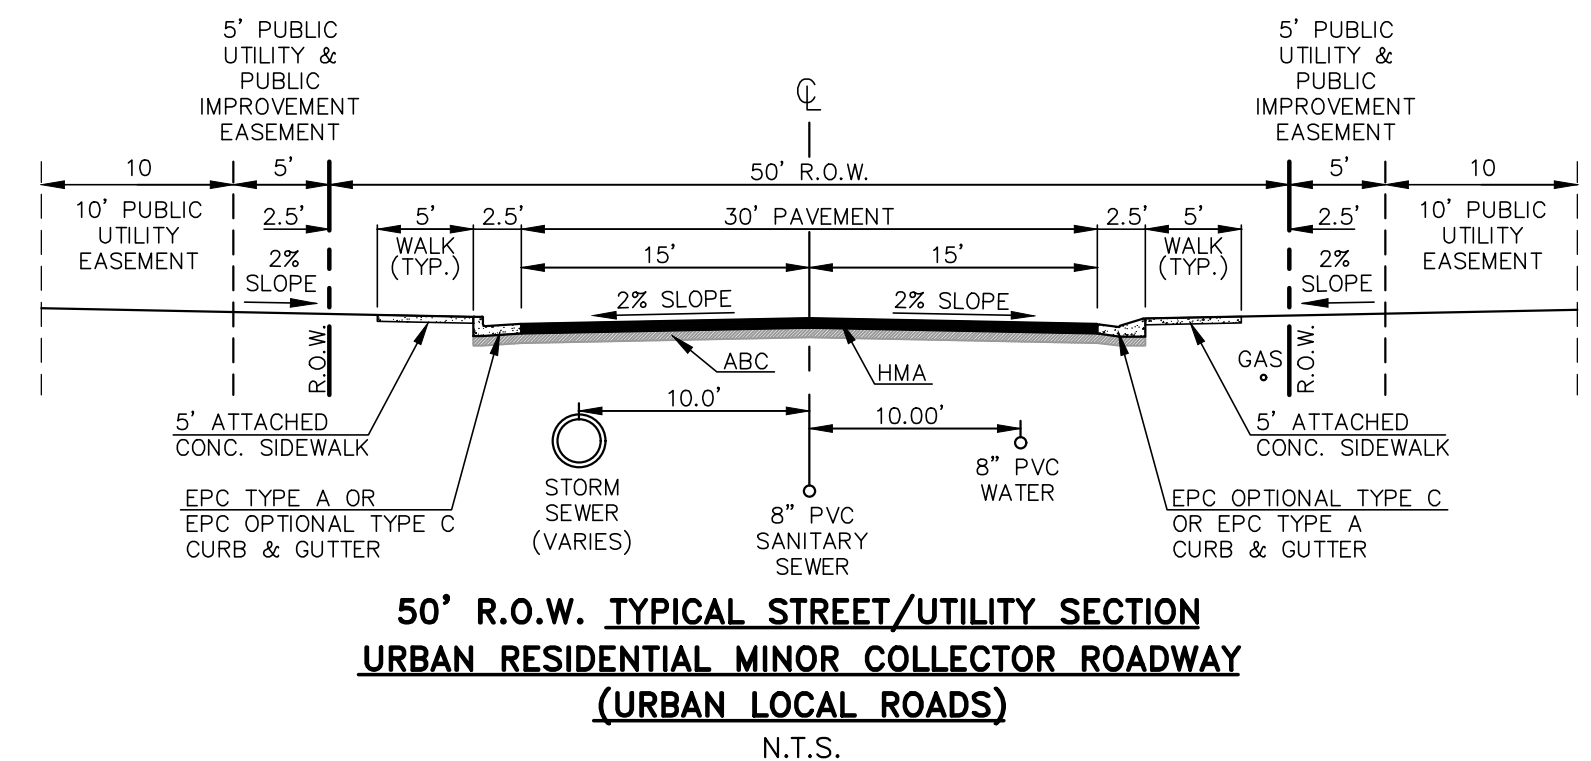 5' PUBLIC
UTILITY &
PUBLIC
IMPROVEMENT
EASEMENT
℄
5' PUBLIC
UTILITY &
PUBLIC
IMPROVEMENT
EASEMENT
10
5'
50' R.O.W.
5'
10
10' PUBLIC
UTILITY
EASEMENT
2.5'
2%
SLOPE
5'
WALK
(TYP.)
2.5'
30' PAVEMENT
15'
15'
2% SLOPE
2% SLOPE
2.5'
5'
WALK
(TYP.)
2.5'
2%
SLOPE
10' PUBLIC
UTILITY
EASEMENT
R.O.W.
ABC
HMA
GAS
R.O.W.
10.0'
10.00'
5' ATTACHED
CONC. SIDEWALK
5' ATTACHED
CONC. SIDEWALK
EPC TYPE A OR
EPC OPTIONAL TYPE C
CURB & GUTTER
STORM
SEWER
(VARIES)
8" PVC
SANITARY
SEWER
8" PVC
WATER
EPC OPTIONAL TYPE C
OR EPC TYPE A
CURB & GUTTER
50' R.O.W. TYPICAL STREET/UTILITY SECTION
URBAN RESIDENTIAL MINOR COLLECTOR ROADWAY
(URBAN LOCAL ROADS)
N.T.S.